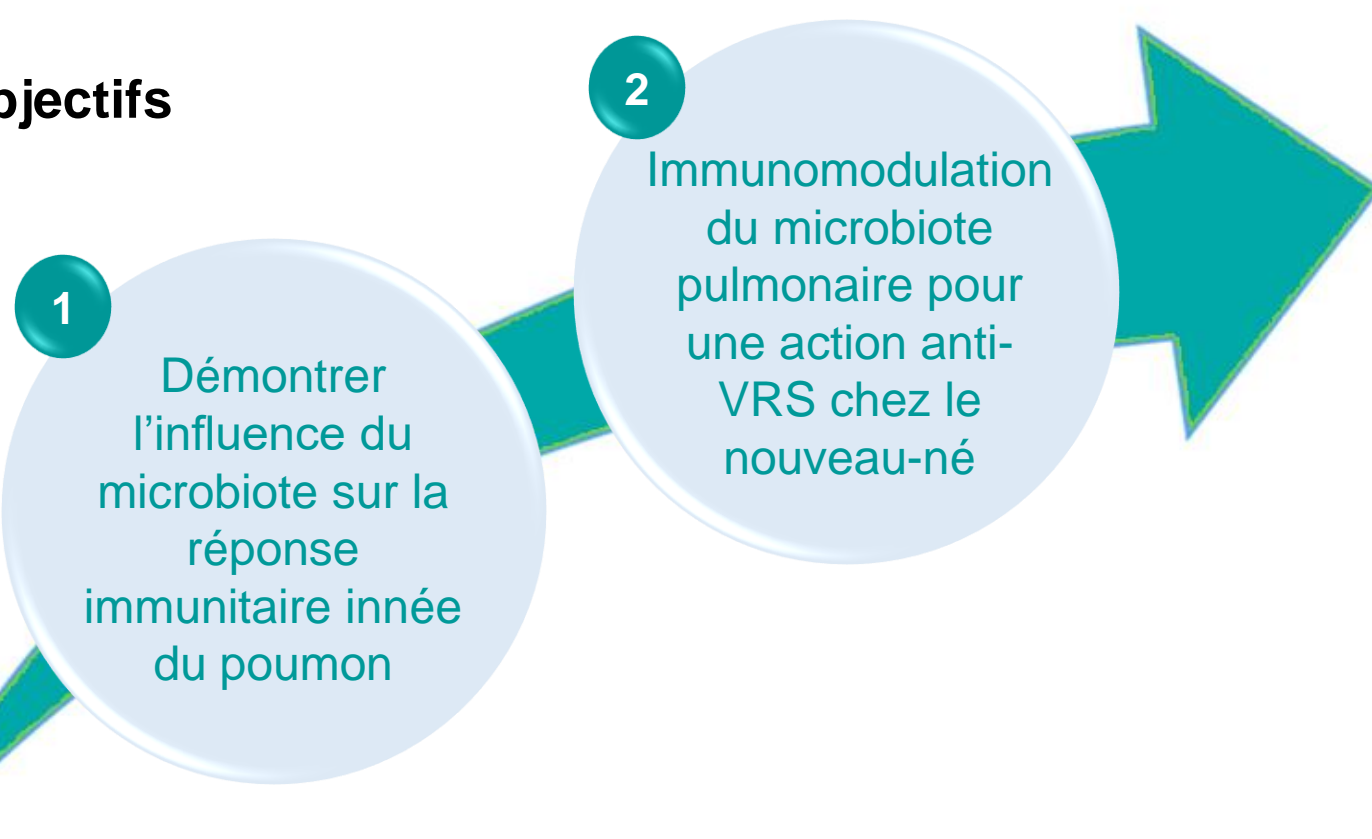 bjectifs
1
Démontrer
l’influence du
microbiote sur la
réponse
immunitaire innée
du poumon
2
Immunomodulation
du microbiote
pulmonaire pour
une action anti-
VRS chez le
nouveau-né